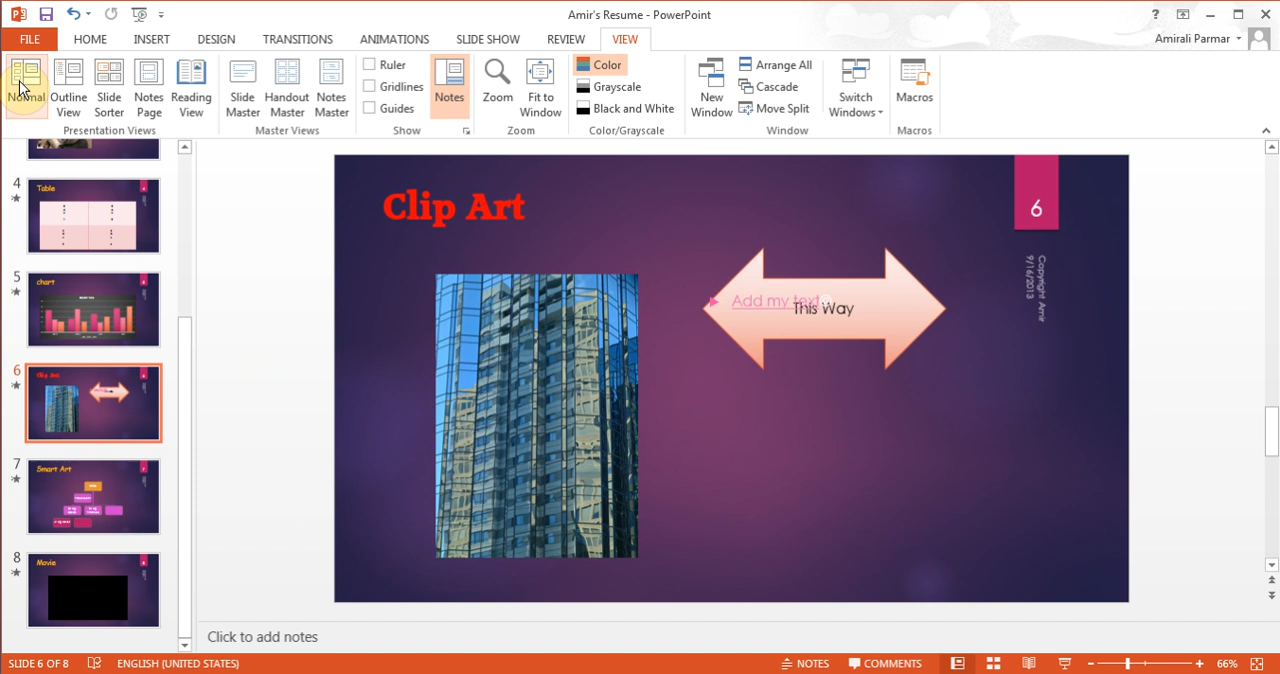 Amir's Resume - PowerPoint
?
FILE HOME INSERT DESIGN TRANSITIONS ANIMATIONS SLIDE SHOW REVIEW VIEW
Amirali Parmar
Normal
Outline View
Slide Sorter
Notes Page
Reading View
Presentation Views
Slide Master
Handout Master
Notes Master
Master Views
Ruler
Gridlines
Guides
Show
Notes
Zoom
Fit to Window
Zoom
Color
Grayscale
Black and White
Color/Grayscale
New Window
Arrange All
Cascade
Move Split
Switch Windows
Window
Macros
Macros
4
Table
5
chart
6
Clip Art
7
Smart Art
8
Movie
Clip Art
6
Copyright Amir
9/16/2013
Add my text
This Way
Click to add notes
SLIDE 6 OF 8
ENGLISH (UNITED STATES)
NOTES
COMMENTS
66%